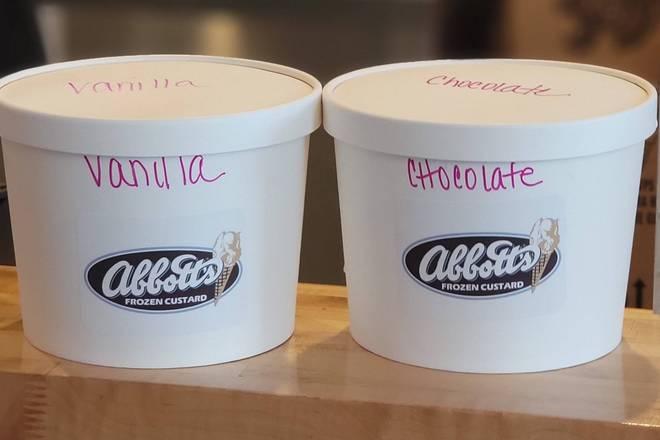 Vanilla
Chocolate
Vanilla
CHocolate
Abbott's
FROZEN CUSTARD
Abbott's
FROZEN CUSTARD